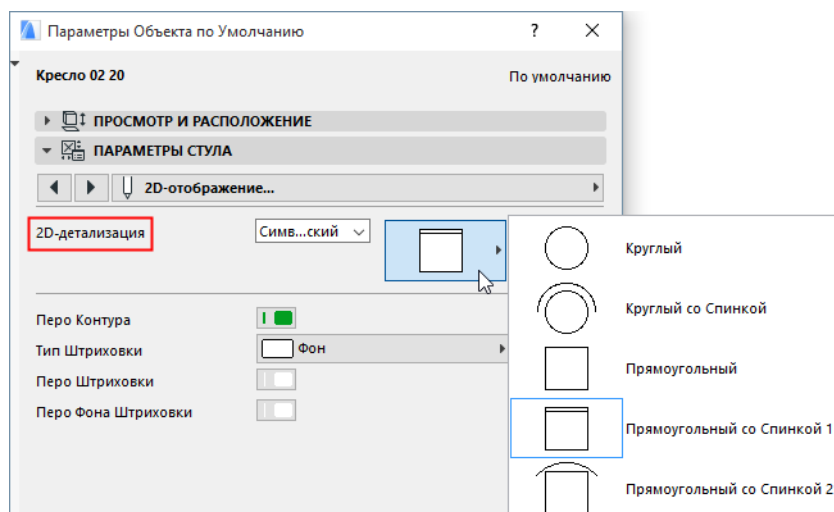 Параметры Объекта по Умолчанию ?
Кресло 02 20 По умолчанию
ПРОСМОТР И РАСПОЛОЖЕНИЕ
ПАРАМЕТРЫ СТУЛА
2D-отображение...
2D-детализация Симв...ский
Круглый
Круглый со Спинкой
Прямоугольный
Прямоугольный со Спинкой 1
Прямоугольный со Спинкой 2
Перо Контура
Тип Штриховки Фон
Перо Штриховки
Перо Фона Штриховки